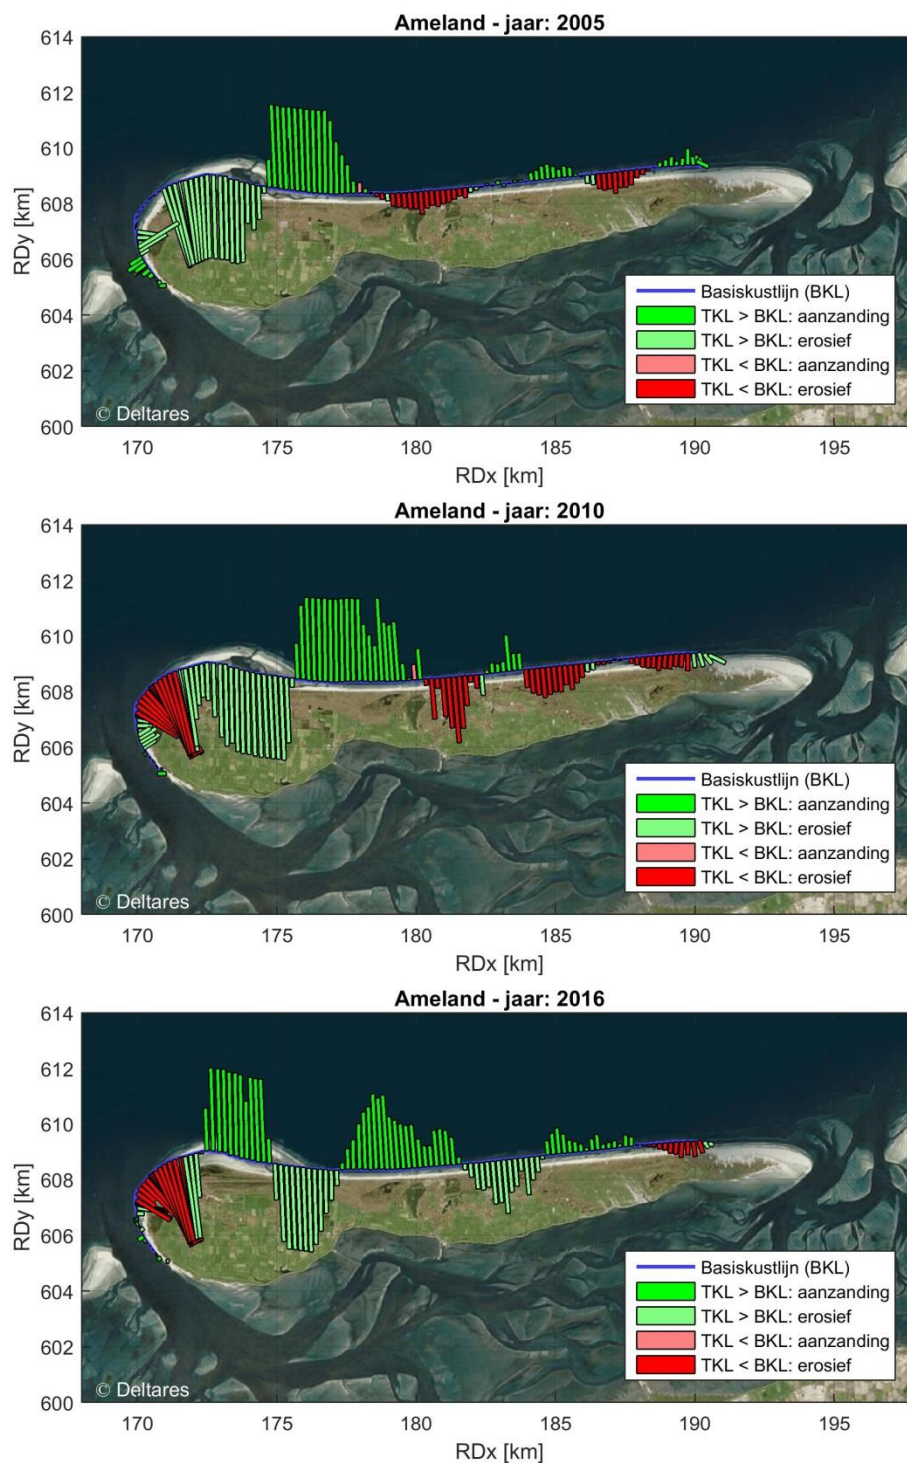 Ameland - jaar: 2005
614
612
610
608
606
604
602
600
RDy [km]
Basiskustlijn (BKL)
TKL > BKL: aanzanding
TKL > BKL: erosief
TKL < BKL: aanzanding
TKL < BKL: erosief
© Deltares
170 175 180 185 190 195
RDx [km]
Ameland - jaar: 2010
614
612
610
608
606
604
602
600
RDy [km]
Basiskustlijn (BKL)
TKL > BKL: aanzanding
TKL > BKL: erosief
TKL < BKL: aanzanding
TKL < BKL: erosief
© Deltares
170 175 180 185 190 195
RDx [km]
Ameland - jaar: 2016
614
612
610
608
606
604
602
600
RDy [km]
Basiskustlijn (BKL)
TKL > BKL: aanzanding
TKL > BKL: erosief
TKL < BKL: aanzanding
TKL < BKL: erosief
© Deltares
170 175 180 185 190 195
RDx [km]